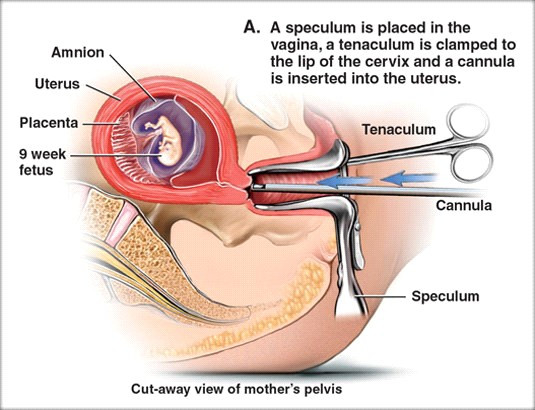 A. A speculum is placed in the
vagina, a tenaculum is clamped to
the lip of the cervix and a cannula
is inserted into the uterus.
Amnion
Uterus
Placenta
9 week
fetus
Tenaculum
Cannula
Speculum
Cut-away view of mother's pelvis